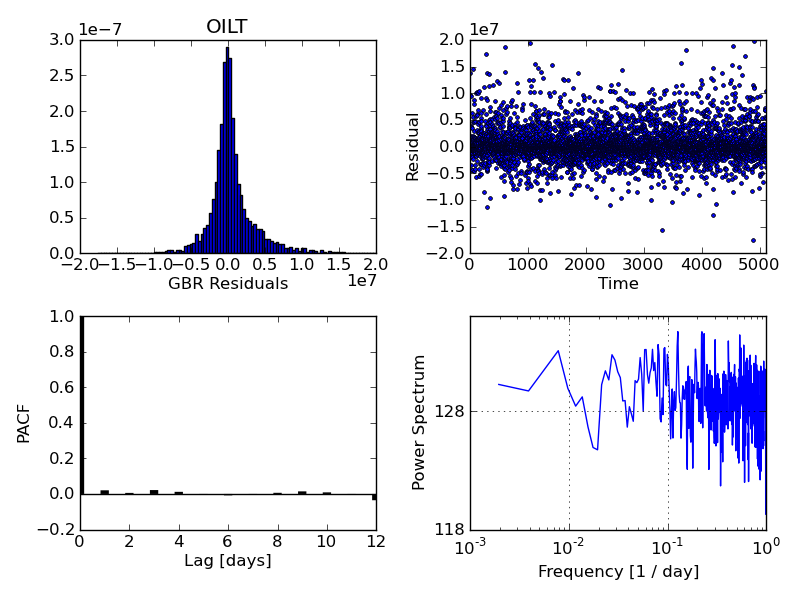 OILT
1e−7
3.0
2.5
2.0
1.5
1.0
0.5
0.0
−2.0 −1.5 −1.0 −0.5 0.0 0.5 1.0 1.5 2.0
GBR Residuals
1e7
1e7
2.0
1.5
1.0
0.5
0.0
−0.5
−1.0
−1.5
−2.0
Residual
0 1000 2000 3000 4000 5000
Time
1.0
0.8
0.6
0.4
0.2
0.0
−0.2
PACF
0 2 4 6 8 10 12
Lag [days]
128
118
Power Spectrum
10⁻³ 10⁻² 10⁻¹ 10⁰
Frequency [1 / day]